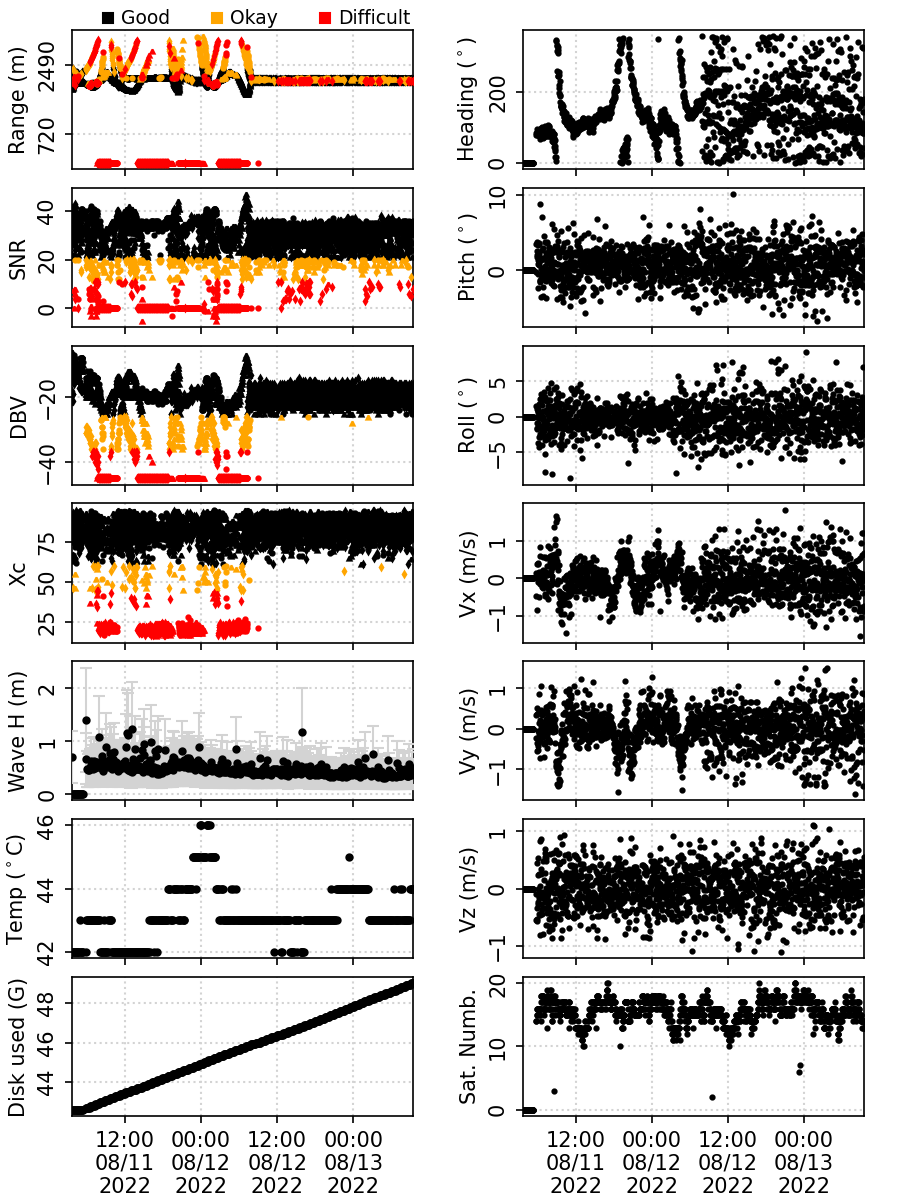 Good Okay Difficult
Range (m)
2490
720
Heading (°)
200
0
SNR
40
20
0
Pitch (°)
10
0
DBV
−20
−40
Roll (°)
5
0
−5
Xc
75
50
25
Vx (m/s)
1
0
−1
Wave H (m)
2
1
0
Vy (m/s)
1
0
−1
Temp (°C)
46
44
42
Vz (m/s)
1
0
−1
Disk used (G)
48
46
44
Sat. Numb.
20
10
0
12:00 00:00 12:00 00:00
08/11 08/12 08/12 08/13
2022 2022 2022 2022
12:00 00:00 12:00 00:00
08/11 08/12 08/12 08/13
2022 2022 2022 2022